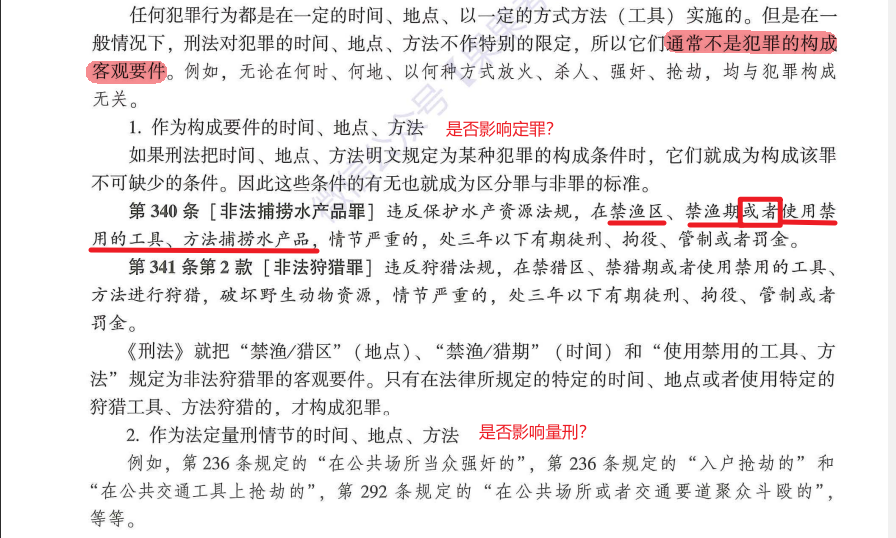 任何犯罪行为都是在一定的时间、地点、以一定的方式方法（工具）实施的。但是在一
般情况下，刑法对犯罪的时间、地点、方法不作特别的限定，所以它们通常不是犯罪的构成
客观要件。例如，无论在何时、何地、以何种方式放火、杀人、强奸、抢劫，均与犯罪构成
无关。
1. 作为构成要件的时间、地点、方法 是否影响定罪？
如果刑法把时间、地点、方法明文规定为某种犯罪的构成条件时，它们就成为构成该罪
不可缺少的条件。因此这些条件的有无也就成为区分罪与非罪的标准。
第 340 条［非法捕捞水产品罪］违反保护水产资源法规，在禁渔区、禁渔期或者使用禁
用的工具、方法捕捞水产品，情节严重的，处三年以下有期徒刑、拘役、管制或者罚金。
第 341 条第 2 款［非法狩猎罪］违反狩猎法规，在禁猎区、禁猎期或者使用禁用的工具、
方法进行狩猎，破坏野生动物资源，情节严重的，处三年以下有期徒刑、拘役、管制或者
罚金。
《刑法》就把“禁渔/猎区”（地点）、“禁渔/猎期”（时间）和“使用禁用的工具、方
法”规定为非法狩猎罪的客观要件。只有在法律所规定的特定的时间、地点或者使用特定的
狩猎工具、方法狩猎的，才构成犯罪。
2. 作为法定量刑情节的时间、地点、方法 是否影响量刑？
例如，第 236 条规定的“在公共场所当众强奸的”，第 236 条规定的“入户抢劫的”和
“在公共交通工具上抢劫的”，第 292 条规定的“在公共场所或者交通要道聚众斗殴的”，
等等。
微信公众号